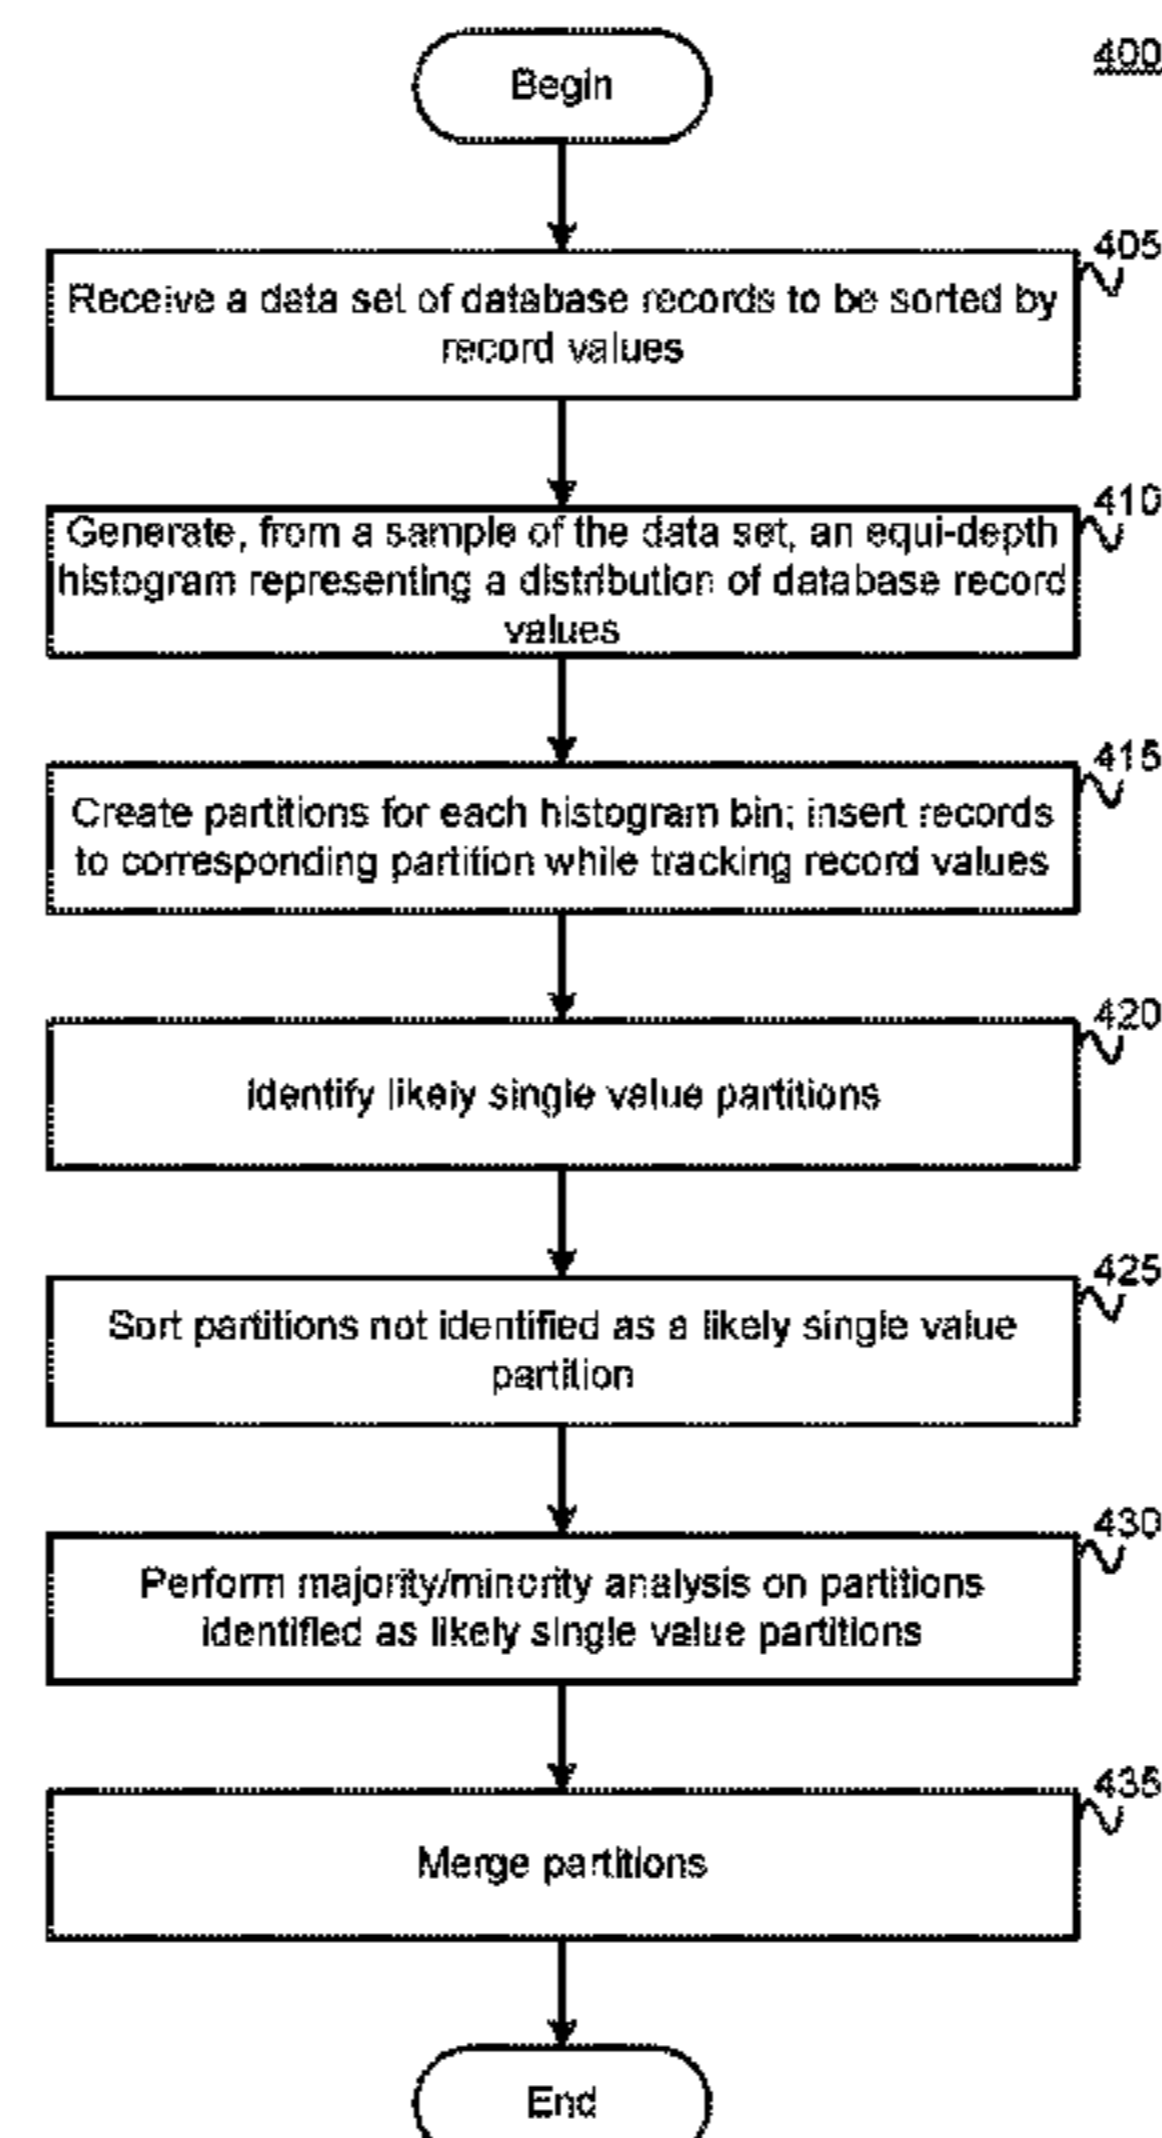 400
Begin
405
Receive a data set of database records to be sorted by
record values
410
Generate, from a sample of the data set, an equi-depth
histogram representing a distribution of database record
values
415
Create partitions for each histogram bin; insert records
to corresponding partition while tracking record values
420
Identify likely single value partitions
425
Sort partitions not identified as a likely single value
partition
430
Perform majority/minority analysis on partitions
identified as likely single value partitions
435
Merge partitions
End